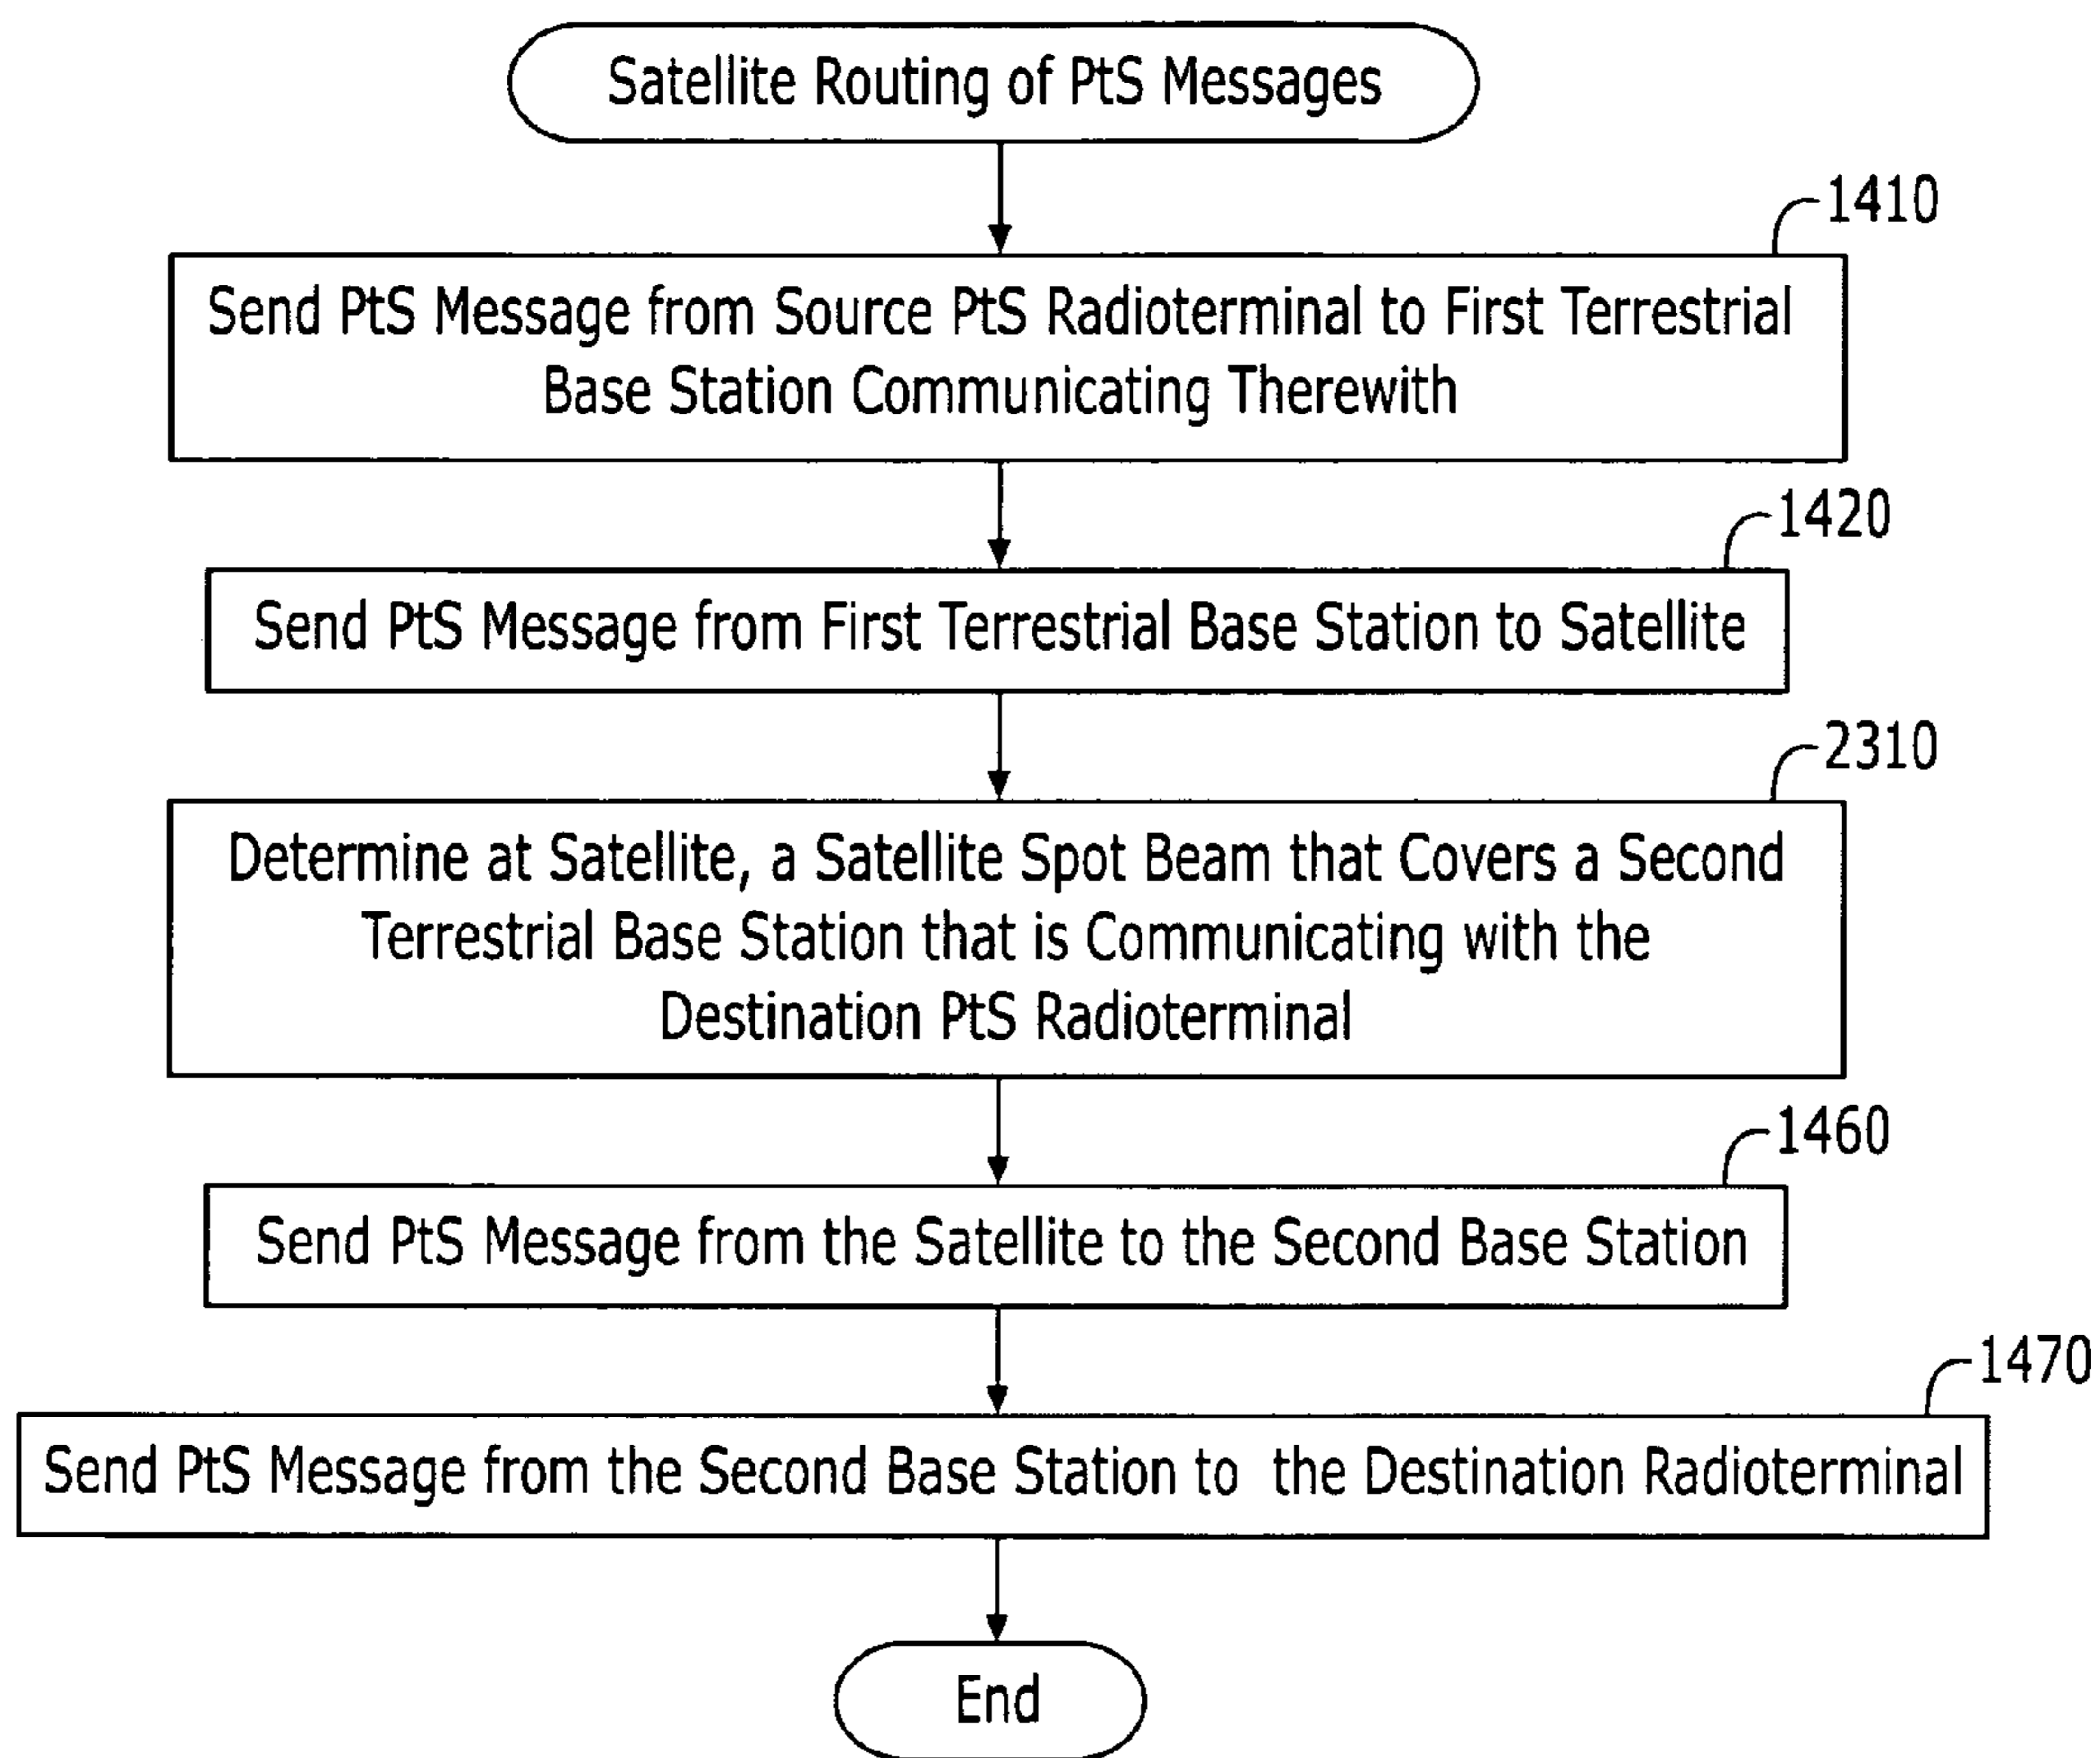 Satellite Routing of PtS Messages
1410
Send PtS Message from Source PtS Radioterminal to First Terrestrial
Base Station Communicating Therewith
1420
Send PtS Message from First Terrestrial Base Station to Satellite
2310
Determine at Satellite, a Satellite Spot Beam that Covers a Second
Terrestrial Base Station that is Communicating with the
Destination PtS Radioterminal
1460
Send PtS Message from the Satellite to the Second Base Station
1470
Send PtS Message from the Second Base Station to the Destination Radioterminal
End